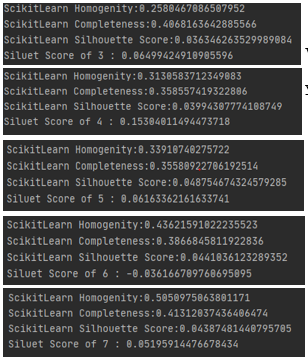 ScikitLearn Homogenity:0.2580467086507952
ScikitLearn Completeness:0.4068163642885566
ScikitLearn Silhouette Score:0.036346263529989084
Siluet Score of 3 : 0.06499424910905596
ScikitLearn Homogenity:0.3130583712349083
ScikitLearn Completeness:0.358557419322806
ScikitLearn Silhouette Score:0.03994307774108749
Siluet Score of 4 : 0.15304011494473718
ScikitLearn Homogenity:0.33910740275722
ScikitLearn Completeness:0.35580922706192514
ScikitLearn Silhouette Score:0.048754674324579285
Siluet Score of 5 : 0.06163362161633741
ScikitLearn Homogenity:0.43621591022235523
ScikitLearn Completeness:0.3866845811922836
ScikitLearn Silhouette Score:0.0441036123289352
Siluet Score of 6 : -0.036166709760695095
ScikitLearn Homogenity:0.5050975063801171
ScikitLearn Completeness:0.41312037436406474
ScikitLearn Silhouette Score:0.04387481440795705
Siluet Score of 7 : 0.05195914476678434